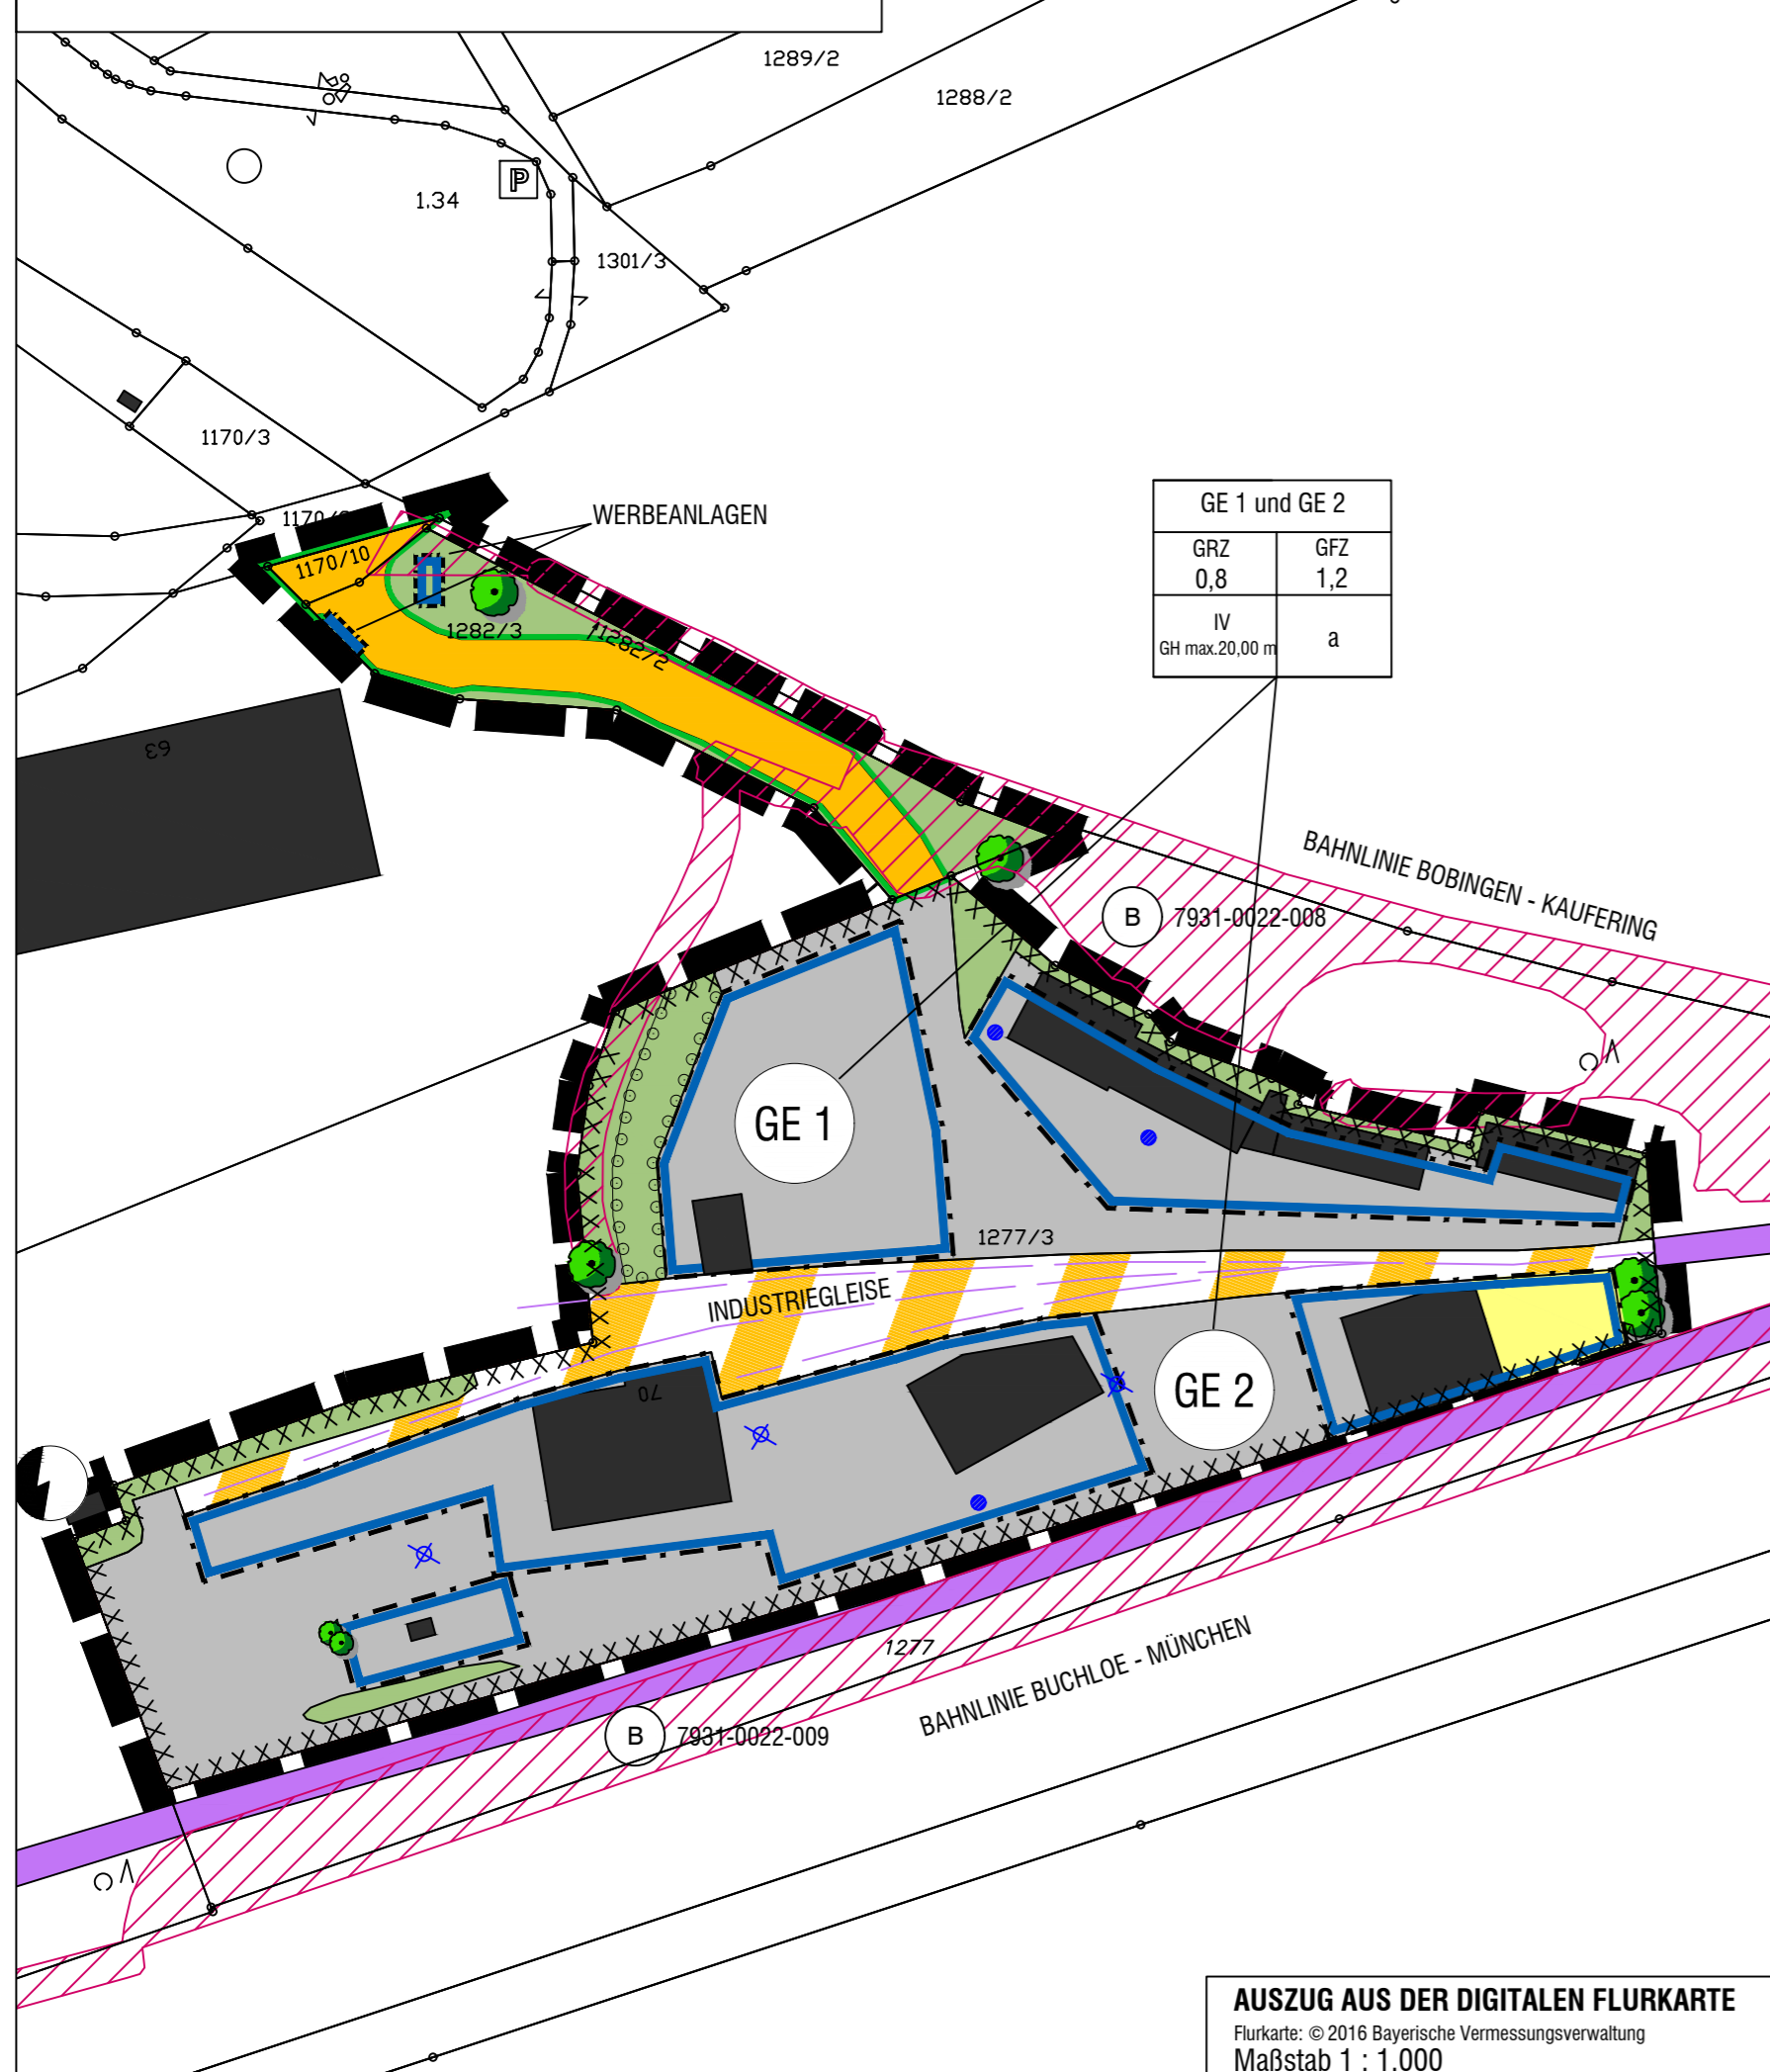 1289/2
1288/2
P
1.34
1301/3
1170/3
WERBEANLAGEN
GE 1 und GE 2
GRZ
GFZ
0,8
1,2
IV
GH max.20,00 m
a
1170/10
1282/3
1282/2
63
BAHNLINIE BOBINGEN - KAUFERING
B
7931-0022-008
GE 1
1277/3
INDUSTRIEGLEISE
GE 2
70
1277
BAHNLINIE BUCHLOE - MÜNCHEN
B
7931-0022-009
AUSZUG AUS DER DIGITALEN FLURKARTE
Flurkarte: © 2016 Bayerische Vermessungsverwaltung
Maßstab 1 : 1.000